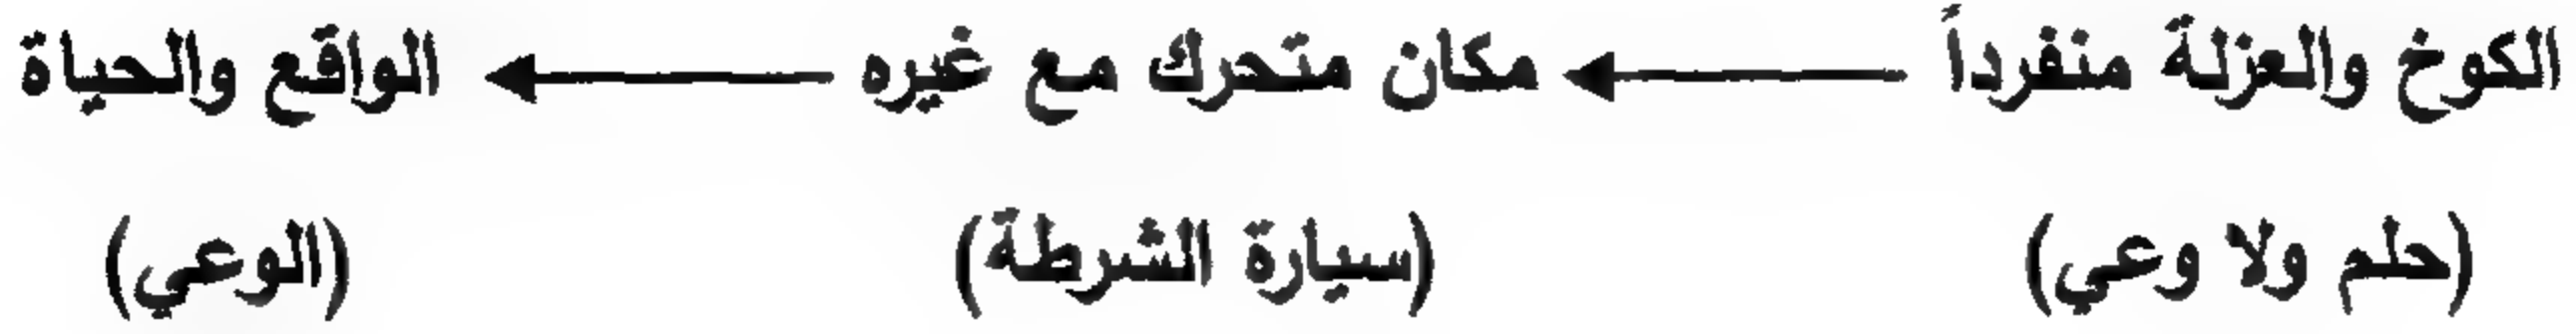 الكوخ والعزلة منفرداً ← مكان متحرك مع غيره ← الواقع والحياة
(حلم ولا وعي) (سيارة الشرطة) (الوعي)